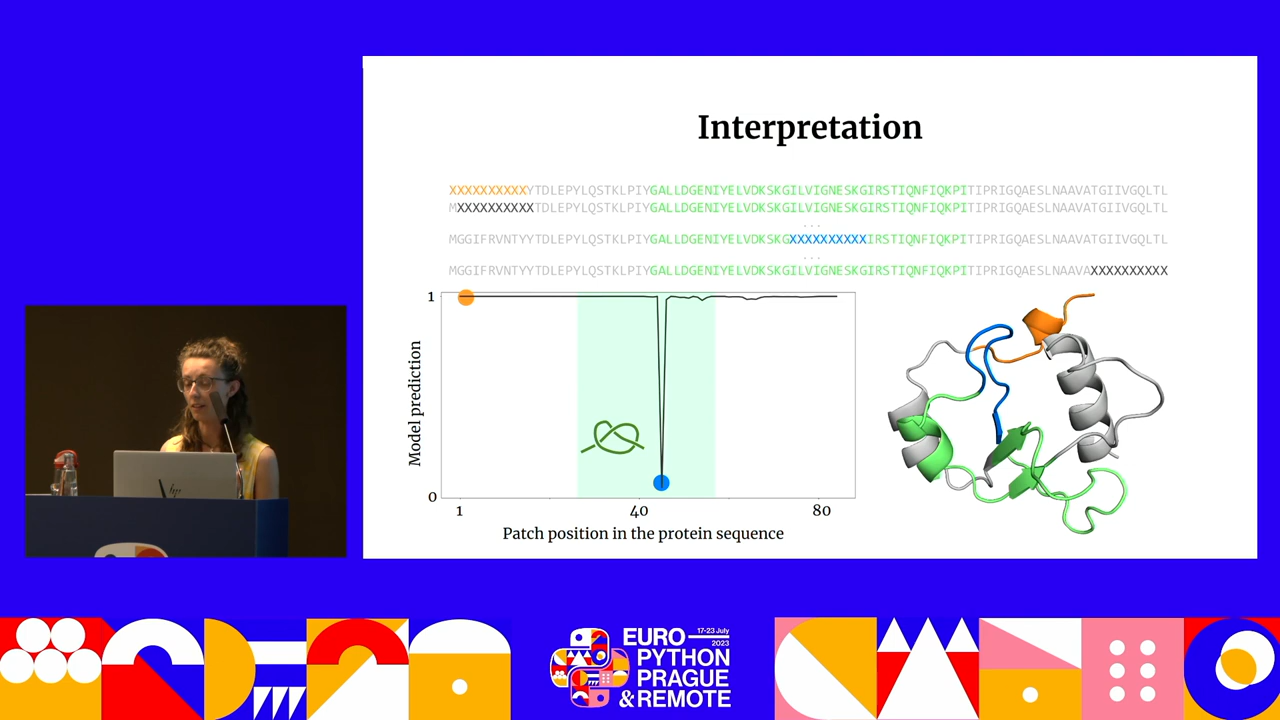 Interpretation
XXXXXXXXXXYTDLEPYLQSTKLPIYGALLDGENIYELVDKSKGILVIGNESKGIRSTIQNFIQKPITIPRIGQAESLNAAVATGIIVGQLTL
MXXXXXXXXXXTDLEPYLQSTKLPIYGALLDGENIYELVDKSKGILVIGNESKGIRSTIQNFIQKPITIPRIGQAESLNAAVATGIIVGQLTL
...
MGGIFRVNTYYTDLEPYLQSTKLPIYGALLDGENIYELVDKSKGXXXXXXXXXXIRSTIQNFIQKPITIPRIGQAESLNAAVATGIIVGQLTL
...
MGGIFRVNTYYTDLEPYLQSTKLPIYGALLDGENIYELVDKSKGILVIGNESKGIRSTIQNFIQKPITIPRIGQAESLNAAVAXXXXXXXXXX
1
Model prediction
0
1 40 80
Patch position in the protein sequence
hp
EURO 17-23 July
2023
PYTHON
PRAGUE
& REMOTE